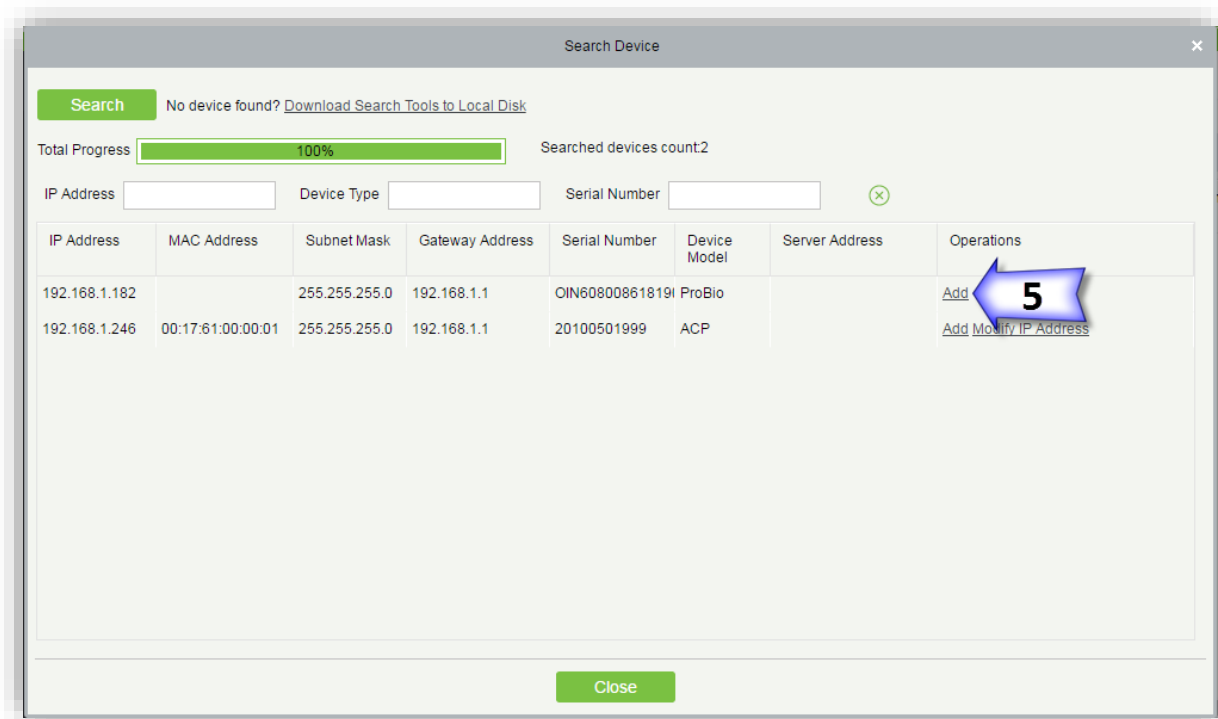 Search Device
Search No device found? Download Search Tools to Local Disk
Total Progress 100% Searched devices count:2
IP Address Device Type Serial Number
IP Address MAC Address Subnet Mask Gateway Address Serial Number Device Model Server Address Operations
192.168.1.182 255.255.255.0 192.168.1.1 OIN60800861819 ProBio Add 5
192.168.1.246 00:17:61:00:00:01 255.255.255.0 192.168.1.1 20100501999 ACP Add Modify IP Address
Close